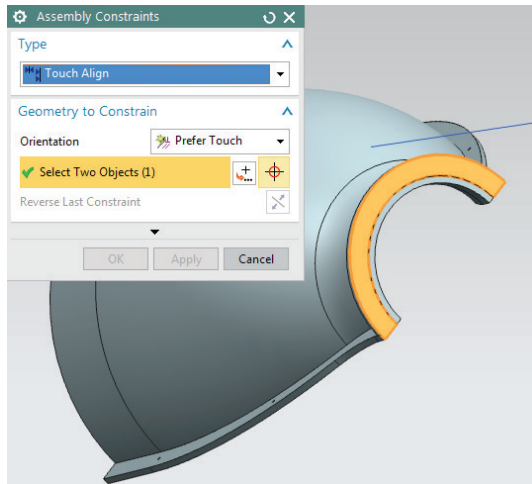 Assembly Constraints
Type
Touch Align
Geometry to Constrain
Orientation
Prefer Touch
Select Two Objects (1)
Reverse Last Constraint
OK
Apply
Cancel